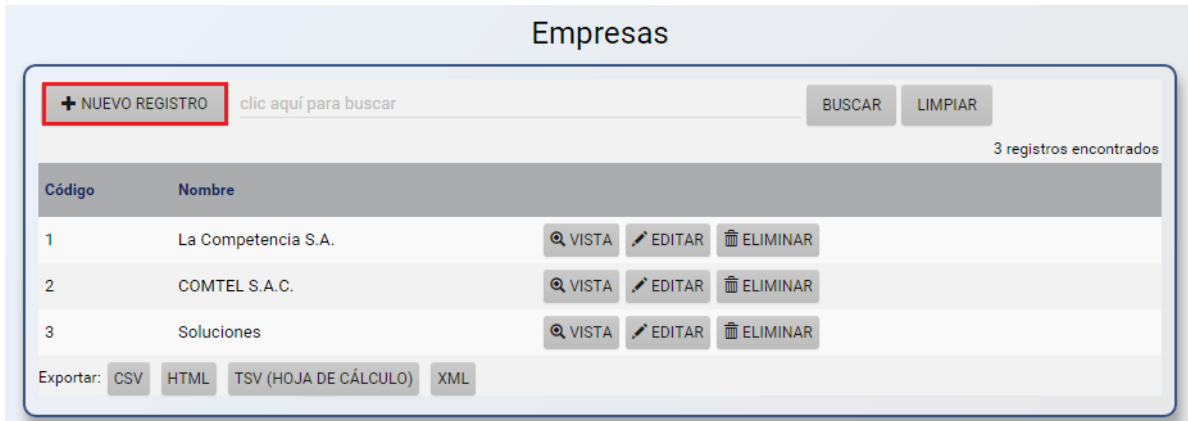 Empresas
NUEVO REGISTRO clic aquí para buscar BUSCAR LIMPIAR
3 registros encontrados
Código Nombre
1 La Competencia S.A. VISTA EDITAR ELIMINAR
2 COMTEL S.A.C. VISTA EDITAR ELIMINAR
3 Soluciones VISTA EDITAR ELIMINAR
Exportar: CSV HTML TSV (HOJA DE CÁLCULO) XML